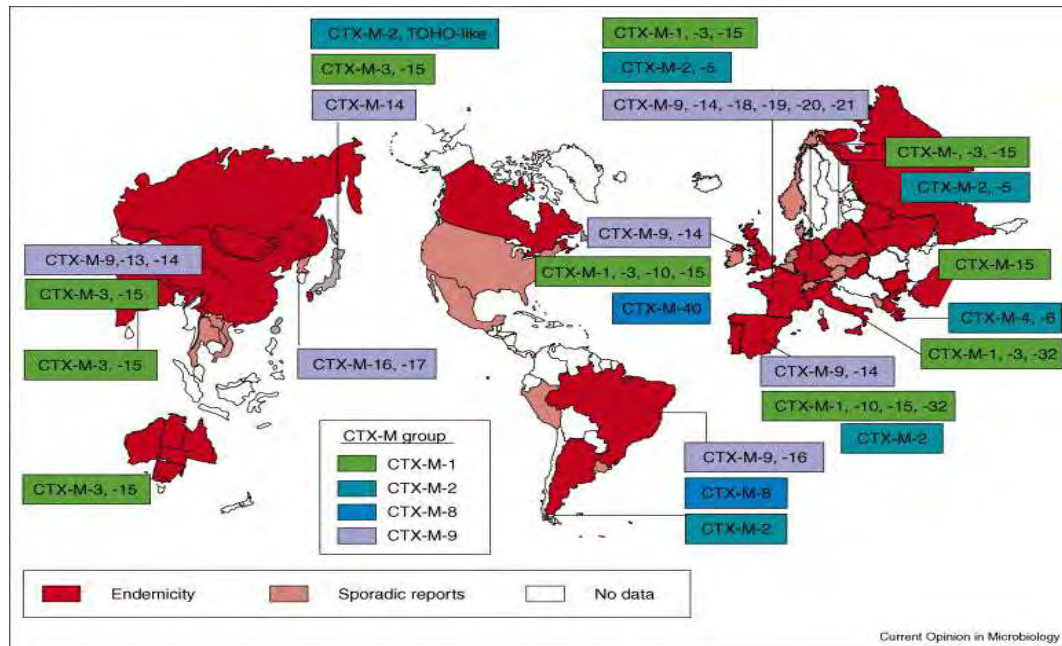 CTX-M-2, TOHO-like
CTX-M-3, -15
CTX-M-14
CTX-M-1, -3, -15
CTX-M-2, -5
CTX-M-9, -14, -18, -19, -20, -21
CTX-M-, -3, -15
CTX-M-2, -5
CTX-M-9, -14
CTX-M-1, -3, -10, -15
CTX-M-40
CTX-M-15
CTX-M-4, -6
CTX-M-1, -3, -32
CTX-M-9,-13, -14
CTX-M-3, -15
CTX-M-3, -15
CTX-M-16, -17
CTX-M-9, -14
CTX-M-1, -10, -15, -32
CTX-M-2
CTX-M-9, -16
CTX-M-8
CTX-M-2
CTX-M-3, -15
CTX-M group
CTX-M-1
CTX-M-2
CTX-M-8
CTX-M-9
Endemicity
Sporadic reports
No data
Current Opinion in Microbiology